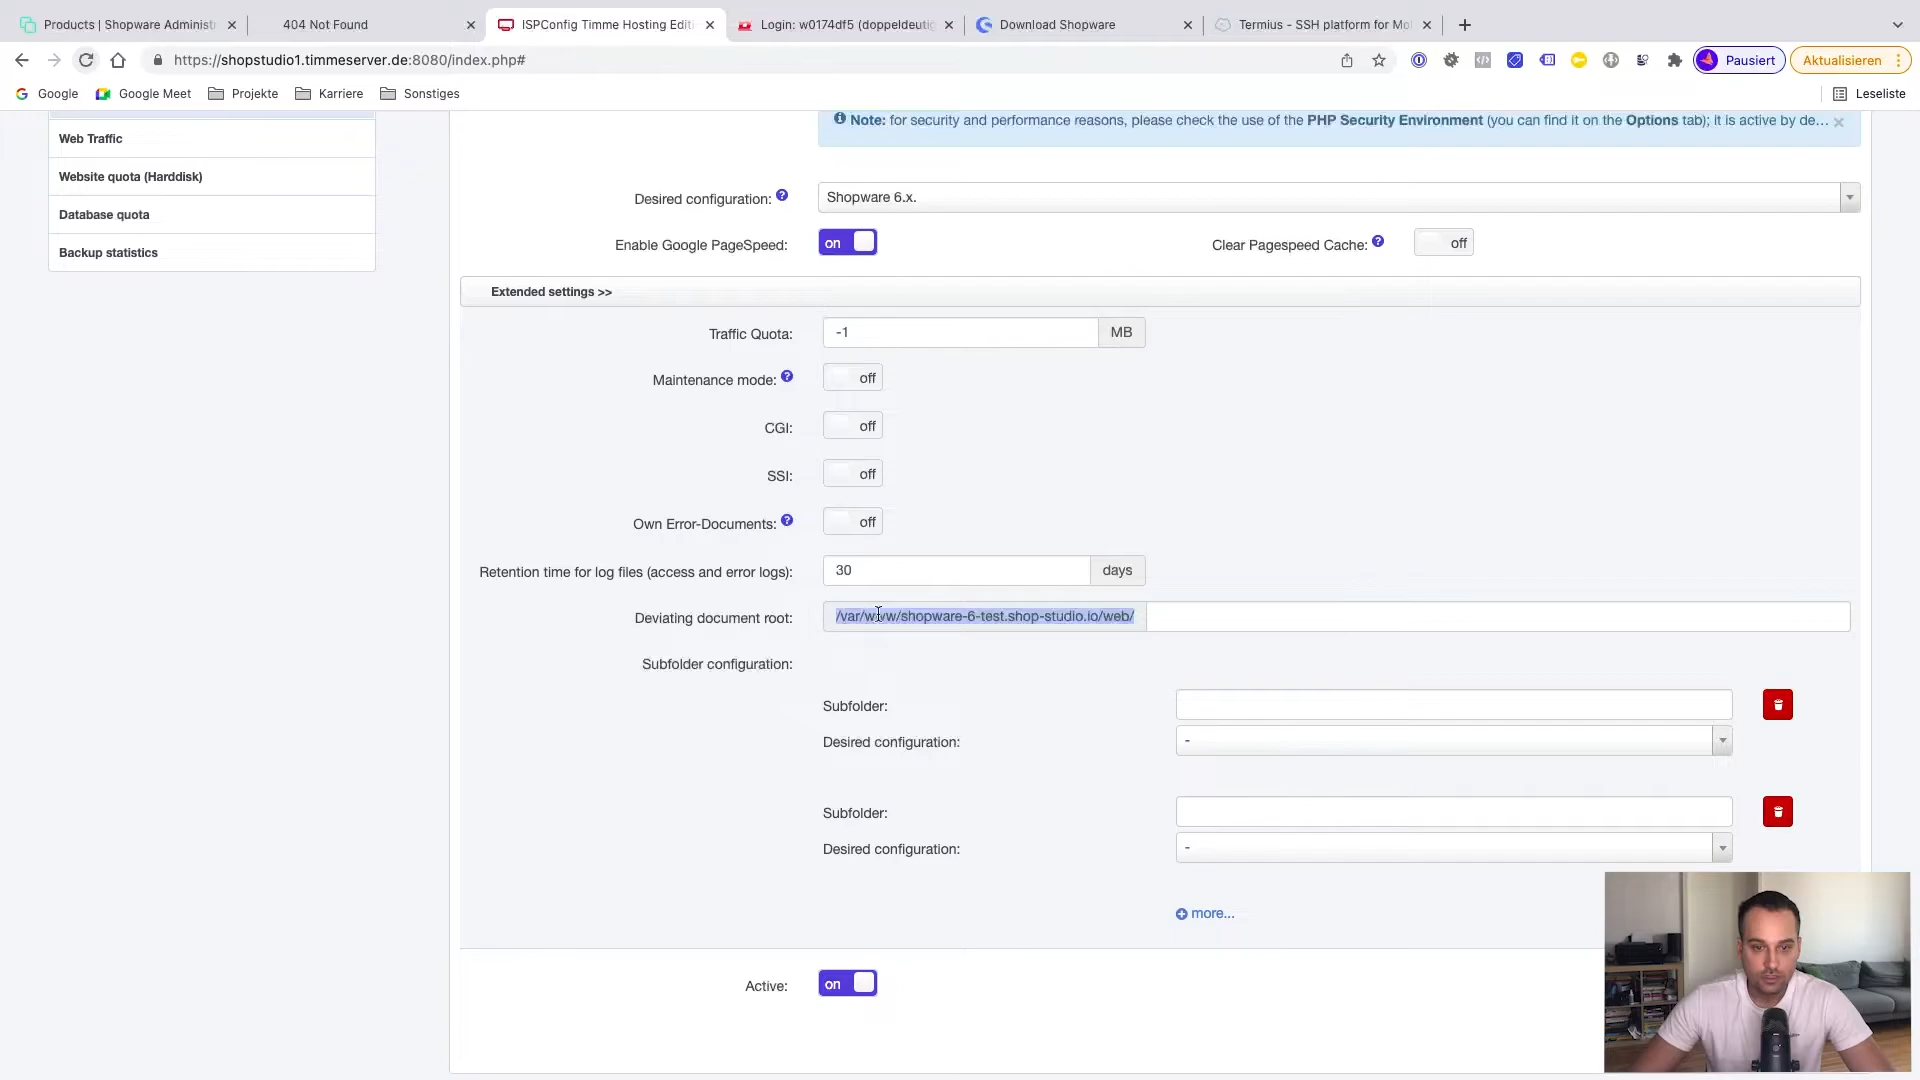 Products | Shopware Administr
404 Not Found
ISPConfig Timme Hosting Editi
Login: w0174df5 (doppeldeutig
Download Shopware
Termius - SSH platform for Mo
https://shopstudio1.timmeserver.de:8080/index.php#
Pausiert
Aktualisieren
Google
Google Meet
Projekte
Karriere
Sonstiges
Leseliste
Web Traffic
Website quota (Harddisk)
Database quota
Backup statistics
Note: for security and performance reasons, please check the use of the PHP Security Environment (you can find it on the Options tab); it is active by de...
Desired configuration:
Shopware 6.x.
Enable Google PageSpeed:
on
Clear Pagespeed Cache:
off
Extended settings >>
Traffic Quota:
-1
MB
Maintenance mode:
off
CGI:
off
SSI:
off
Own Error-Documents:
off
Retention time for log files (access and error logs):
30
days
Deviating document root:
/var/www/shopware-6-test.shop-studio.io/web/
Subfolder configuration:
Subfolder:
Desired configuration:
-
Subfolder:
Desired configuration:
-
more...
Active:
on